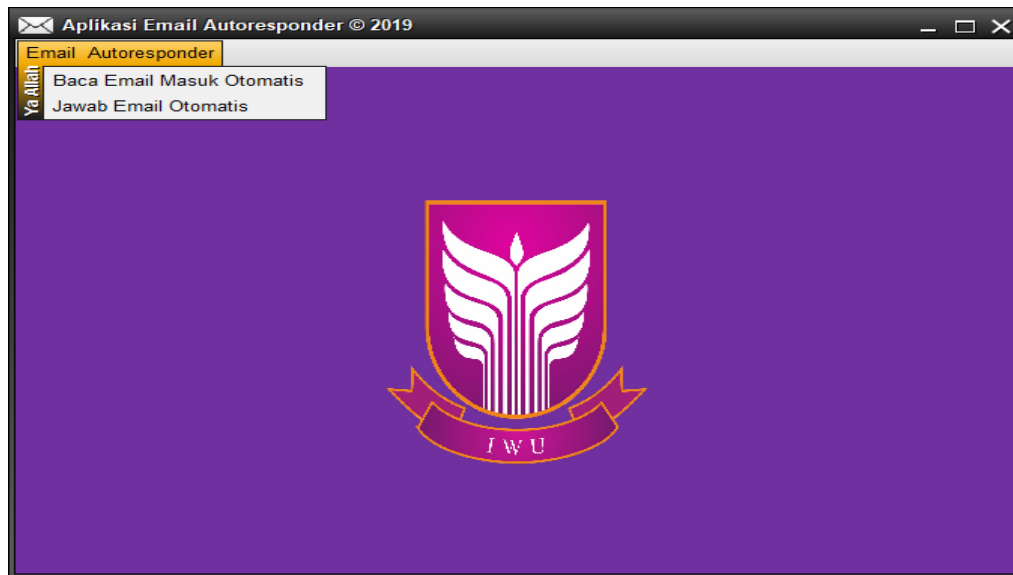 Aplikasi Email Autoresponder © 2019
Email Autoresponder
Ya Allah
Baca Email Masuk Otomatis
Jawab Email Otomatis
I W U